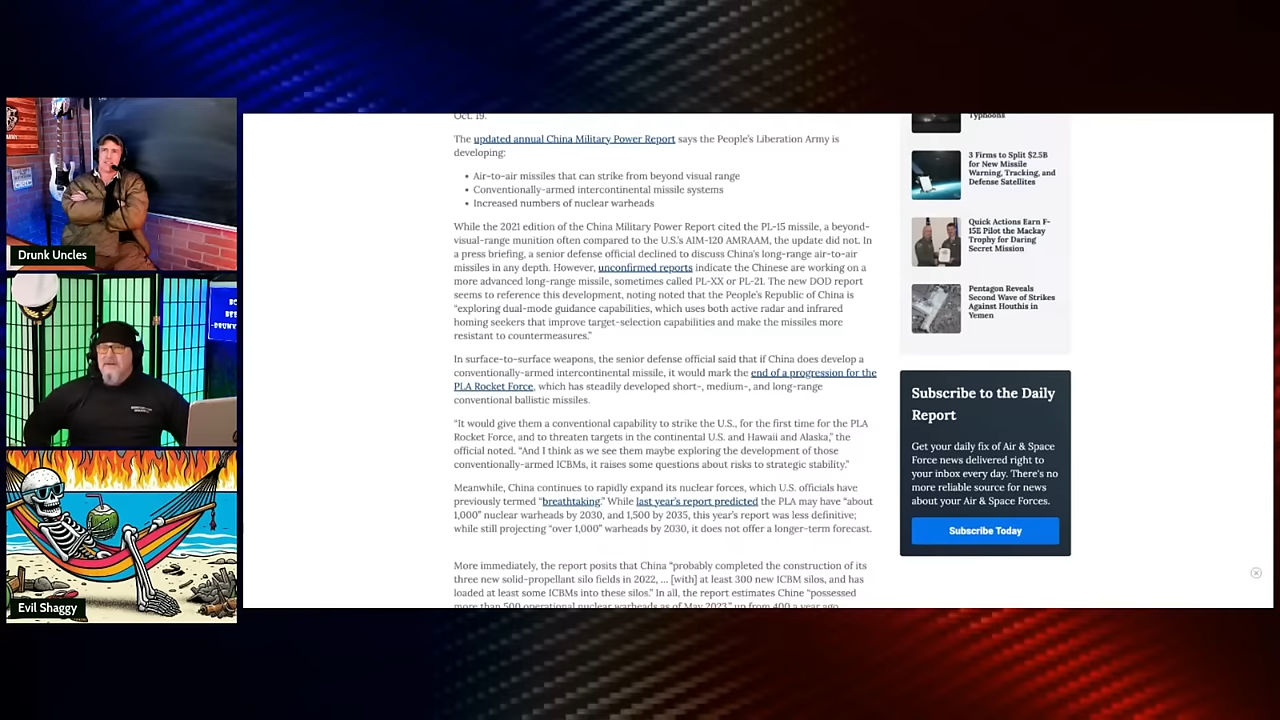 Oct. 19.
The updated annual China Military Power Report says the People's Liberation Army is
developing:
• Air-to-air missiles that can strike from beyond visual range
• Conventionally-armed intercontinental missile systems
• Increased numbers of nuclear warheads
While the 2021 edition of the China Military Power Report cited the PL-15 missile, a beyond-
visual-range munition often compared to the U.S.'s AIM-120 AMRAAM, the update did not. In
a press briefing, a senior defense official declined to discuss China's long-range air-to-air
missiles in any depth. However, unconfirmed reports indicate the Chinese are working on a
more advanced long-range missile, sometimes called PL-XX or PL-21. The new DOD report
seems to reference this development, noting noted that the People's Republic of China is
“exploring dual-mode guidance capabilities, which uses both active radar and infrared
homing seekers that improve target-selection capabilities and make the missiles more
resistant to countermeasures.”
In surface-to-surface weapons, the senior defense official said that if China does develop a
conventionally-armed intercontinental missile, it would mark the end of a progression for the
PLA Rocket Force, which has steadily developed short-, medium-, and long-range
conventional ballistic missiles.
“It would give them a conventional capability to strike the U.S., for the first time for the PLA
Rocket Force, and to threaten targets in the continental U.S. and Hawaii and Alaska,” the
official noted. “And I think as we see them maybe exploring the development of those
conventionally-armed ICBMs, it raises some questions about risks to strategic stability.”
Meanwhile, China continues to rapidly expand its nuclear forces, which U.S. officials have
previously termed “breathtaking.” While last year's report predicted the PLA may have “about
1,000” nuclear warheads by 2030, and 1,500 by 2035, this year's report was less definitive;
while still projecting “over 1,000” warheads by 2030, it does not offer a longer-term forecast.
More immediately, the report posits that China “probably completed the construction of its
three new solid-propellant silo fields in 2022, ... [with] at least 300 new ICBM silos, and has
loaded at least some ICBMs into these silos.” In all, the report estimates Chine “possessed
more than 500 operational nuclear warheads as of May 2023,” up from 400 a year ago.
Typhoons
3 Firms to Split $2.5B
for New Missile
Warning, Tracking, and
Defense Satellites
Quick Actions Earn F-
15E Pilot the Mackay
Trophy for Daring
Secret Mission
Pentagon Reveals
Second Wave of Strikes
Against Houthis in
Yemen
Subscribe to the Daily
Report
Get your daily fix of Air & Space
Force news delivered right to
your inbox every day. There's no
more reliable source for news
about your Air & Space Forces.
Subscribe Today
Drunk Uncles
Evil Shaggy